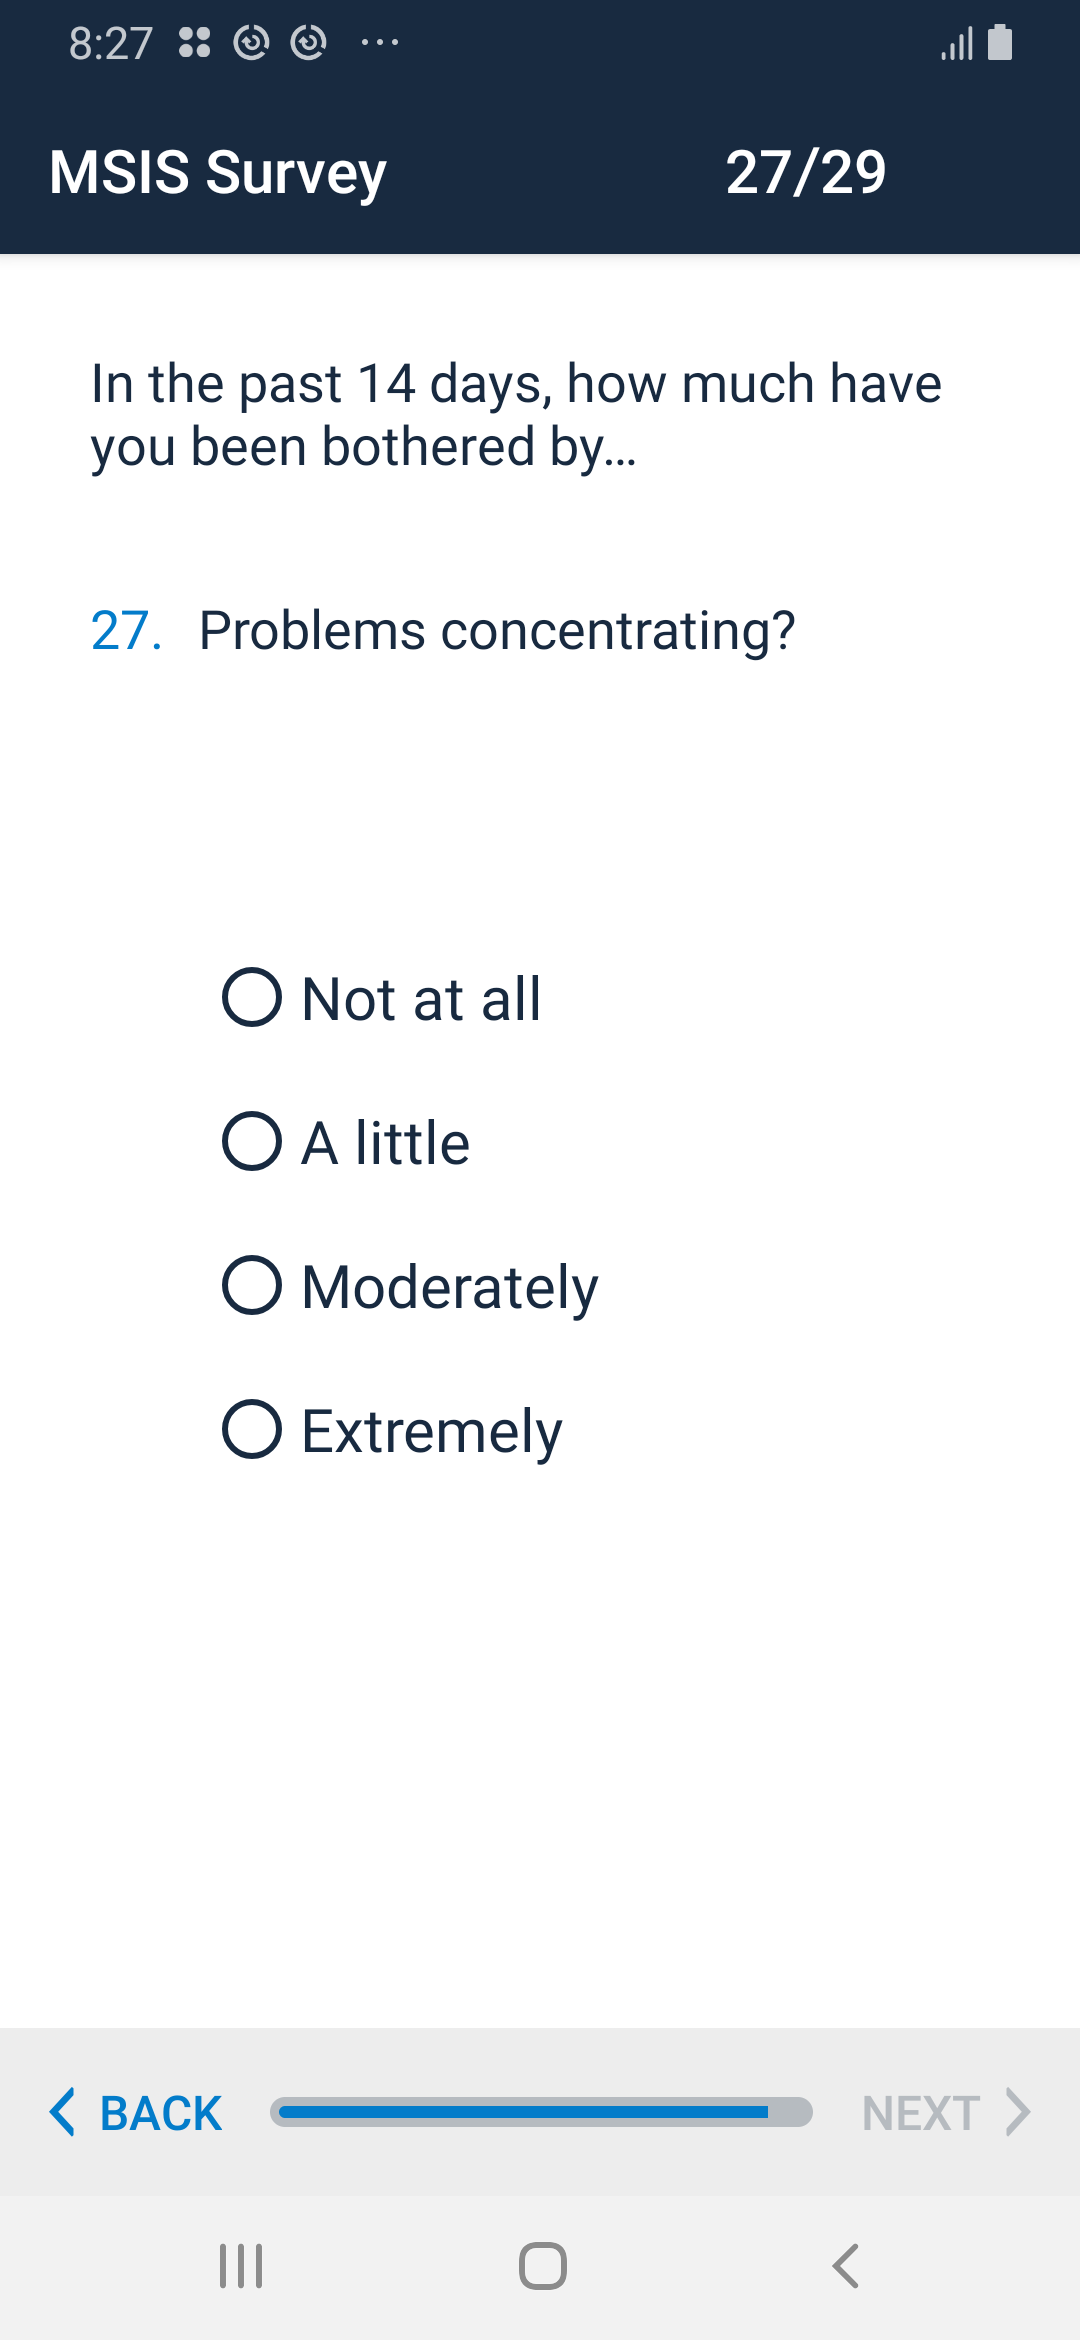 8:27
MSIS Survey 27/29
In the past 14 days, how much have
you been bothered by...
27. Problems concentrating?
Not at all
A little
Moderately
Extremely
BACK NEXT